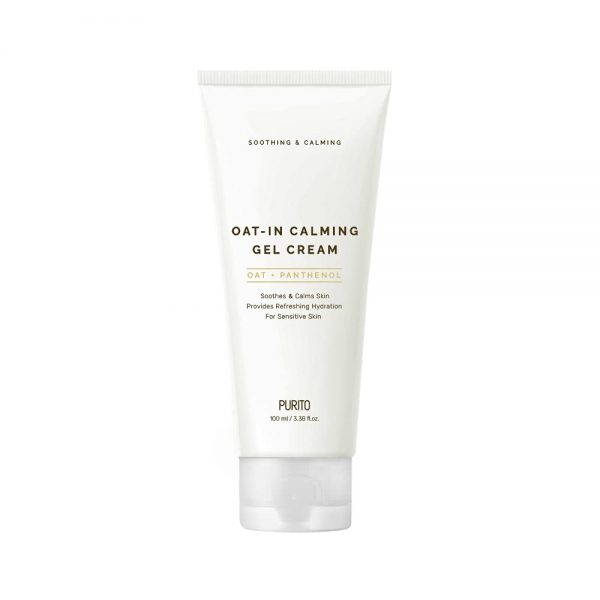 SOOTHING & CALMING
OAT-IN CALMING
GEL CREAM
OAT + PANTHENOL
Soothes & Calms Skin
Provides Refreshing Hydration
For Sensitive Skin
PURITO
100 ml / 3.38 fl.oz.